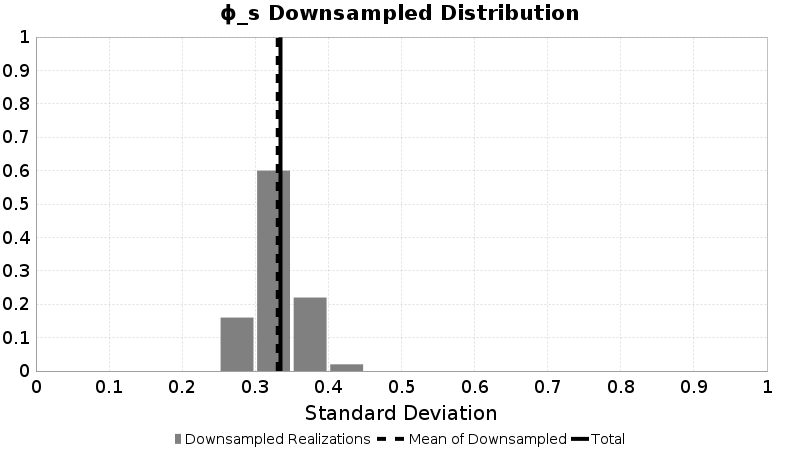 ϕ_s Downsampled Distribution
1
0.9
0.8
0.7
0.6
0.5
0.4
0.3
0.2
0.1
0
0 0.1 0.2 0.3 0.4 0.5 0.6 0.7 0.8 0.9 1
Standard Deviation
Downsampled Realizations Mean of Downsampled Total